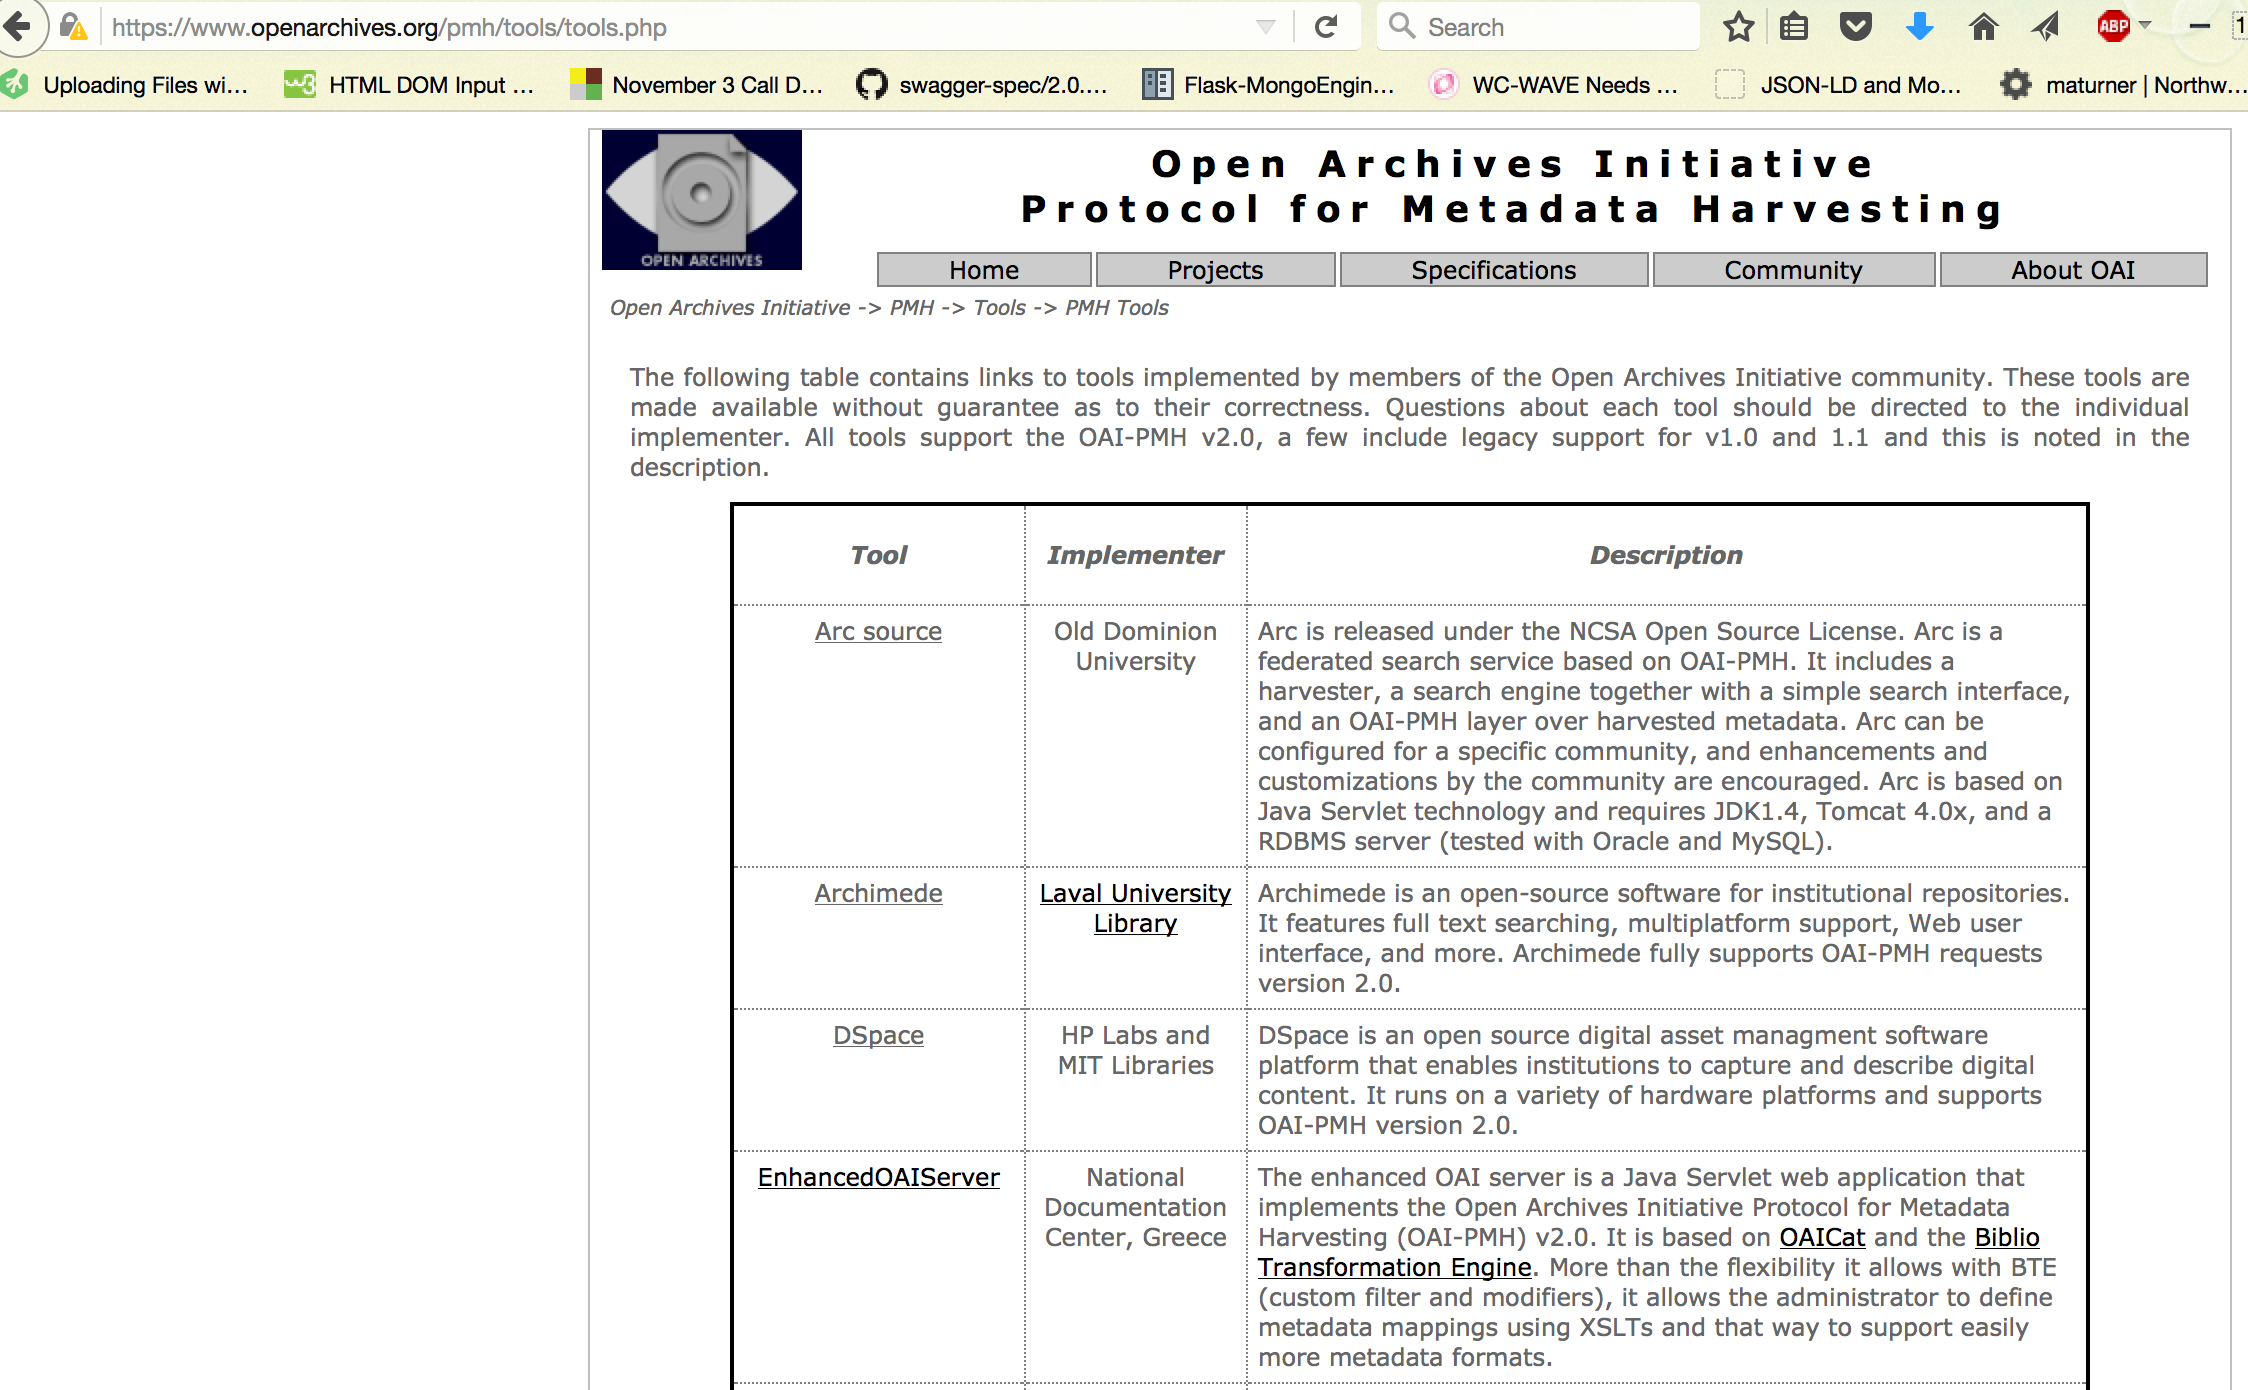 https://www.openarchives.org/pmh/tools/tools.php
Search
ABP
1
Uploading Files wi...
HTML DOM Input ...
November 3 Call D...
swagger-spec/2.0....
Flask-MongoEngin...
WC-WAVE Needs ...
JSON-LD and Mo...
maturner | Northw...
OPEN ARCHIVES
Open Archives Initiative
Protocol for Metadata Harvesting
Home
Projects
Specifications
Community
About OAI
Open Archives Initiative -> PMH -> Tools -> PMH Tools
The following table contains links to tools implemented by members of the Open Archives Initiative community. These tools are
made available without guarantee as to their correctness. Questions about each tool should be directed to the individual
implementer. All tools support the OAI-PMH v2.0, a few include legacy support for v1.0 and 1.1 and this is noted in the
description.
Tool
Implementer
Description
Arc source
Old Dominion
University
Arc is released under the NCSA Open Source License. Arc is a
federated search service based on OAI-PMH. It includes a
harvester, a search engine together with a simple search interface,
and an OAI-PMH layer over harvested metadata. Arc can be
configured for a specific community, and enhancements and
customizations by the community are encouraged. Arc is based on
Java Servlet technology and requires JDK1.4, Tomcat 4.0x, and a
RDBMS server (tested with Oracle and MySQL).
Archimede
Laval University
Library
Archimede is an open-source software for institutional repositories.
It features full text searching, multiplatform support, Web user
interface, and more. Archimede fully supports OAI-PMH requests
version 2.0.
DSpace
HP Labs and
MIT Libraries
DSpace is an open source digital asset managment software
platform that enables institutions to capture and describe digital
content. It runs on a variety of hardware platforms and supports
OAI-PMH version 2.0.
EnhancedOAIServer
National
Documentation
Center, Greece
The enhanced OAI server is a Java Servlet web application that
implements the Open Archives Initiative Protocol for Metadata
Harvesting (OAI-PMH) v2.0. It is based on OAICat and the Biblio
Transformation Engine. More than the flexibility it allows with BTE
(custom filter and modifiers), it allows the administrator to define
metadata mappings using XSLTs and that way to support easily
more metadata formats.